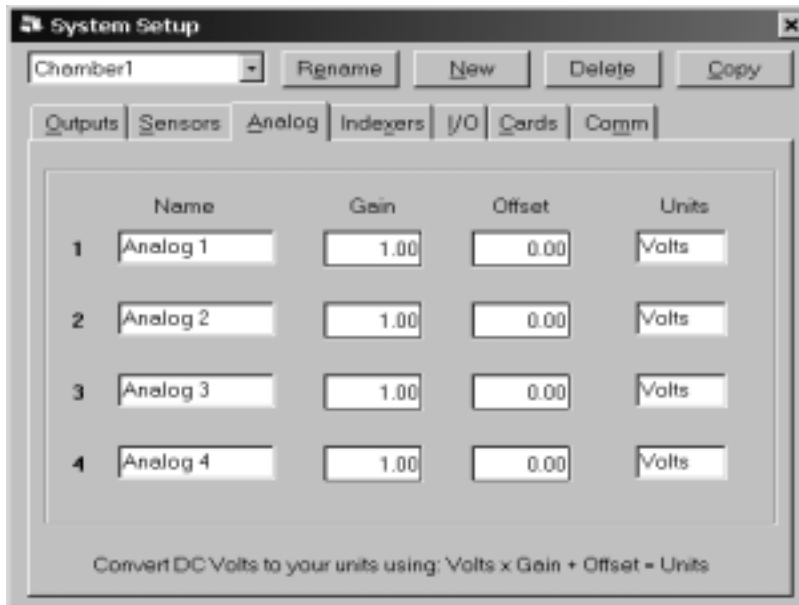 System Setup
Chamber1 Rename New Delete Copy
Outputs Sensors Analog Indexers I/O Cards Comm
Name Gain Offset Units
1 Analog 1 1.00 0.00 Volts
2 Analog 2 1.00 0.00 Volts
3 Analog 3 1.00 0.00 Volts
4 Analog 4 1.00 0.00 Volts
Convert DC Volts to your units using: Volts x Gain + Offset = Units